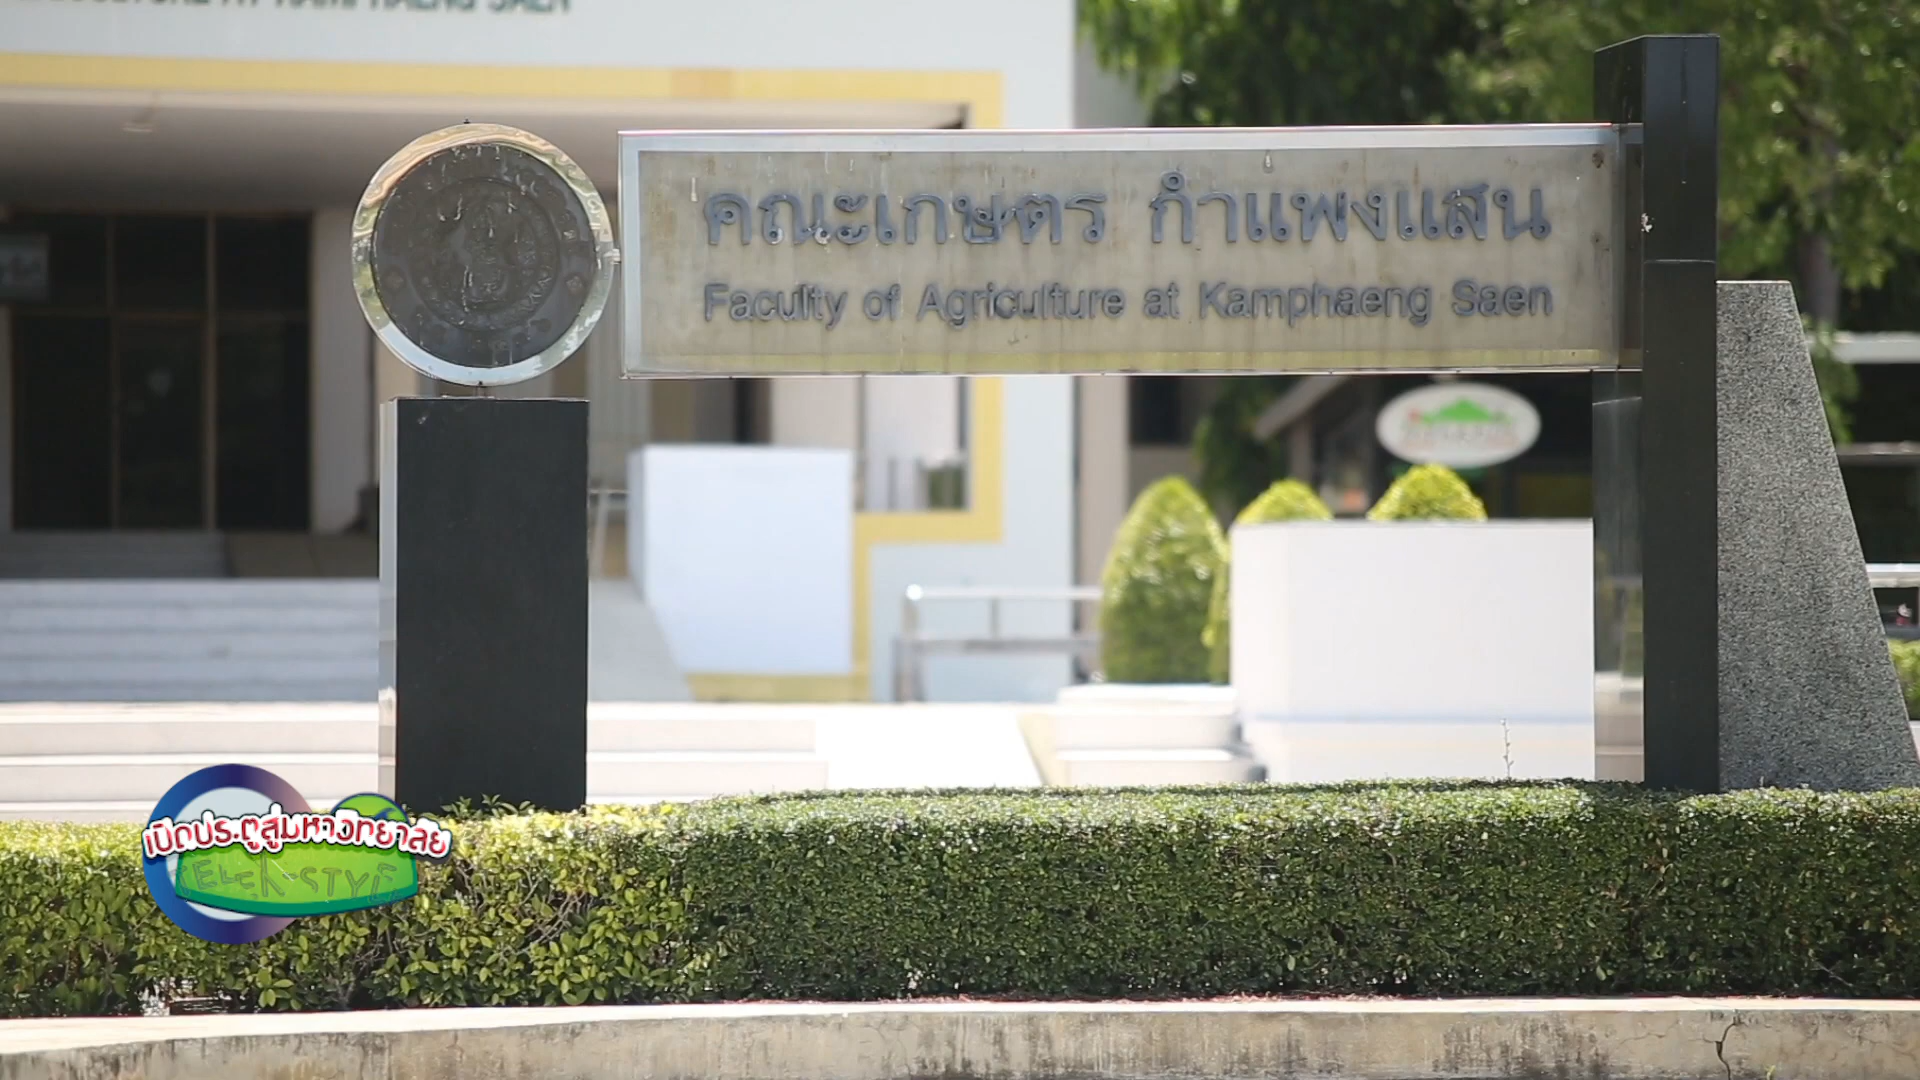 คณะเกษตร กำแพงแสน
Faculty of Agriculture at Kamphaeng Saen
เปิดประตูสู่มหาวิทยาลัย